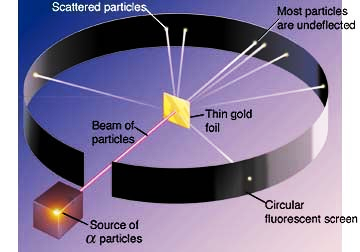 Scattered particles
Most particles
are undeflected
Thin gold
foil
Beam of
particles
Circular
fluorescent screen
Source of
α particles